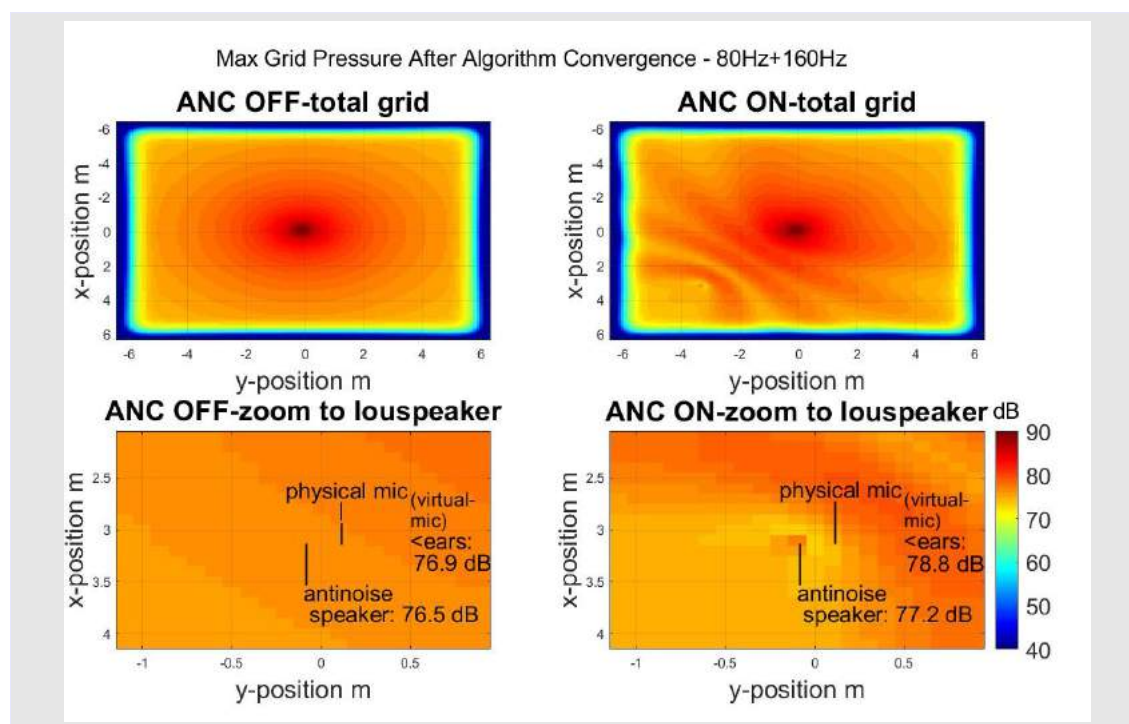 Max Grid Pressure After Algorithm Convergence - 80Hz+160Hz
ANC OFF-total grid
-6
-4
-2
0
2
4
6
x-position m
-6 -4 -2 0 2 4 6
y-position m
ANC ON-total grid
-6
-4
-2
0
2
4
6
x-position m
-6 -4 -2 0 2 4 6
y-position m
ANC OFF-zoom to louspeaker
2.5
3
3.5
4
x-position m
physical mic
(virtual-
mic)
<ears:
76.9 dB
antinoise
speaker: 76.5 dB
-1 -0.5 0 0.5
y-position m
ANC ON-zoom to louspeaker
2.5
3
3.5
4
x-position m
physical mic
(virtual-
mic)
<ears:
78.8 dB
antinoise
speaker: 77.2 dB
-1 -0.5 0 0.5
y-position m
dB
90
80
70
60
50
40